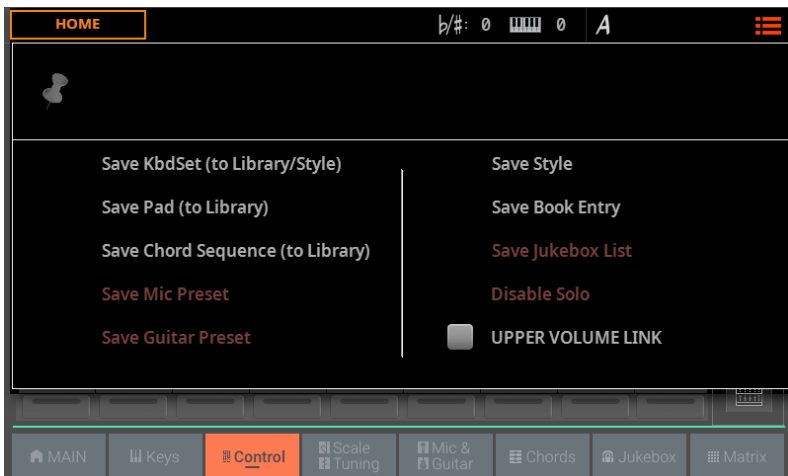 HOME
♭/#: 0 0 A
Save KbdSet (to Library/Style)
Save Pad (to Library)
Save Chord Sequence (to Library)
Save Mic Preset
Save Guitar Preset
Save Style
Save Book Entry
Save Jukebox List
Disable Solo
UPPER VOLUME LINK
MAIN
Keys
Control
Scale
Tuning
Mic &
Guitar
Chords
Jukebox
Matrix